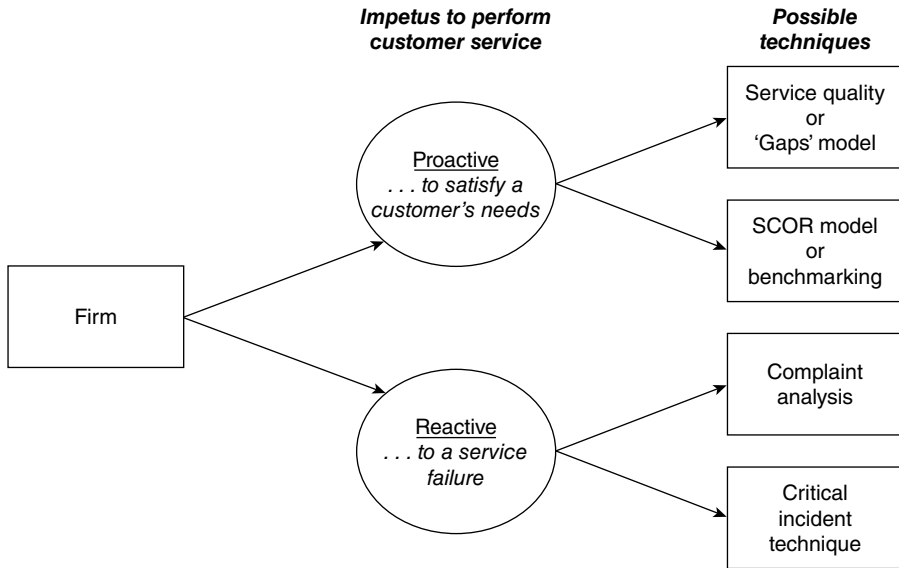 Impetus to perform
customer service
Possible
techniques
Service quality
or
‘Gaps’ model
Proactive
. . . to satisfy a
customer’s needs
SCOR model
or
benchmarking
Firm
Complaint
analysis
Reactive
. . . to a service
failure
Critical
incident
technique